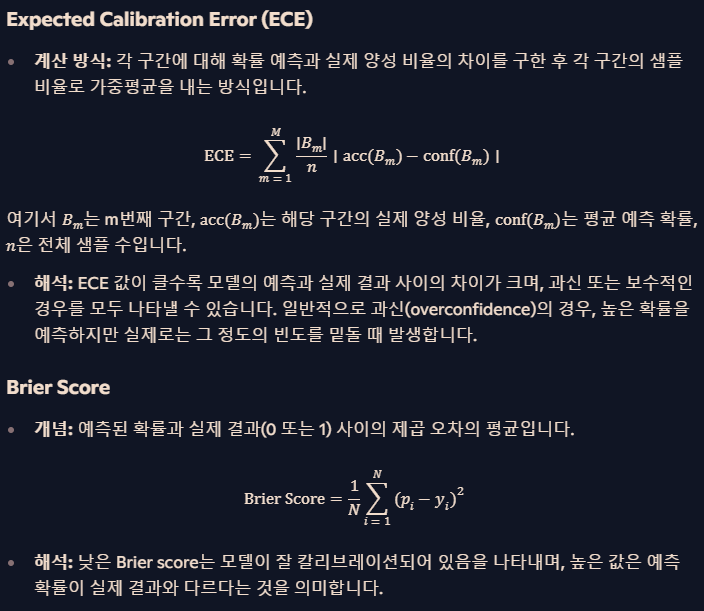 Expected Calibration Error (ECE)
• 계산 방식: 각 구간에 대해 확률 예측과 실제 양성 비율의 차이를 구한 후 각 구간의 샘플
비율로 가중평균을 내는 방식입니다.
ECE = ∑_{m=1}^{M} |B_m|/n | acc(B_m) − conf(B_m) |
여기서 B_m는 m번째 구간, acc(B_m)는 해당 구간의 실제 양성 비율, conf(B_m)는 평균 예측 확률,
n은 전체 샘플 수입니다.
• 해석: ECE 값이 클수록 모델의 예측과 실제 결과 사이의 차이가 크며, 과신 또는 보수적인
경우를 모두 나타낼 수 있습니다. 일반적으로 과신(overconfidence)의 경우, 높은 확률을
예측하지만 실제로는 그 정도의 빈도를 밑돌 때 발생합니다.
Brier Score
• 개념: 예측된 확률과 실제 결과(0 또는 1) 사이의 제곱 오차의 평균입니다.
Brier Score = 1/N ∑_{i=1}^{N} (p_i − y_i)^2
• 해석: 낮은 Brier score는 모델이 잘 칼리브레이션되어 있음을 나타내며, 높은 값은 예측
확률이 실제 결과와 다르다는 것을 의미합니다.